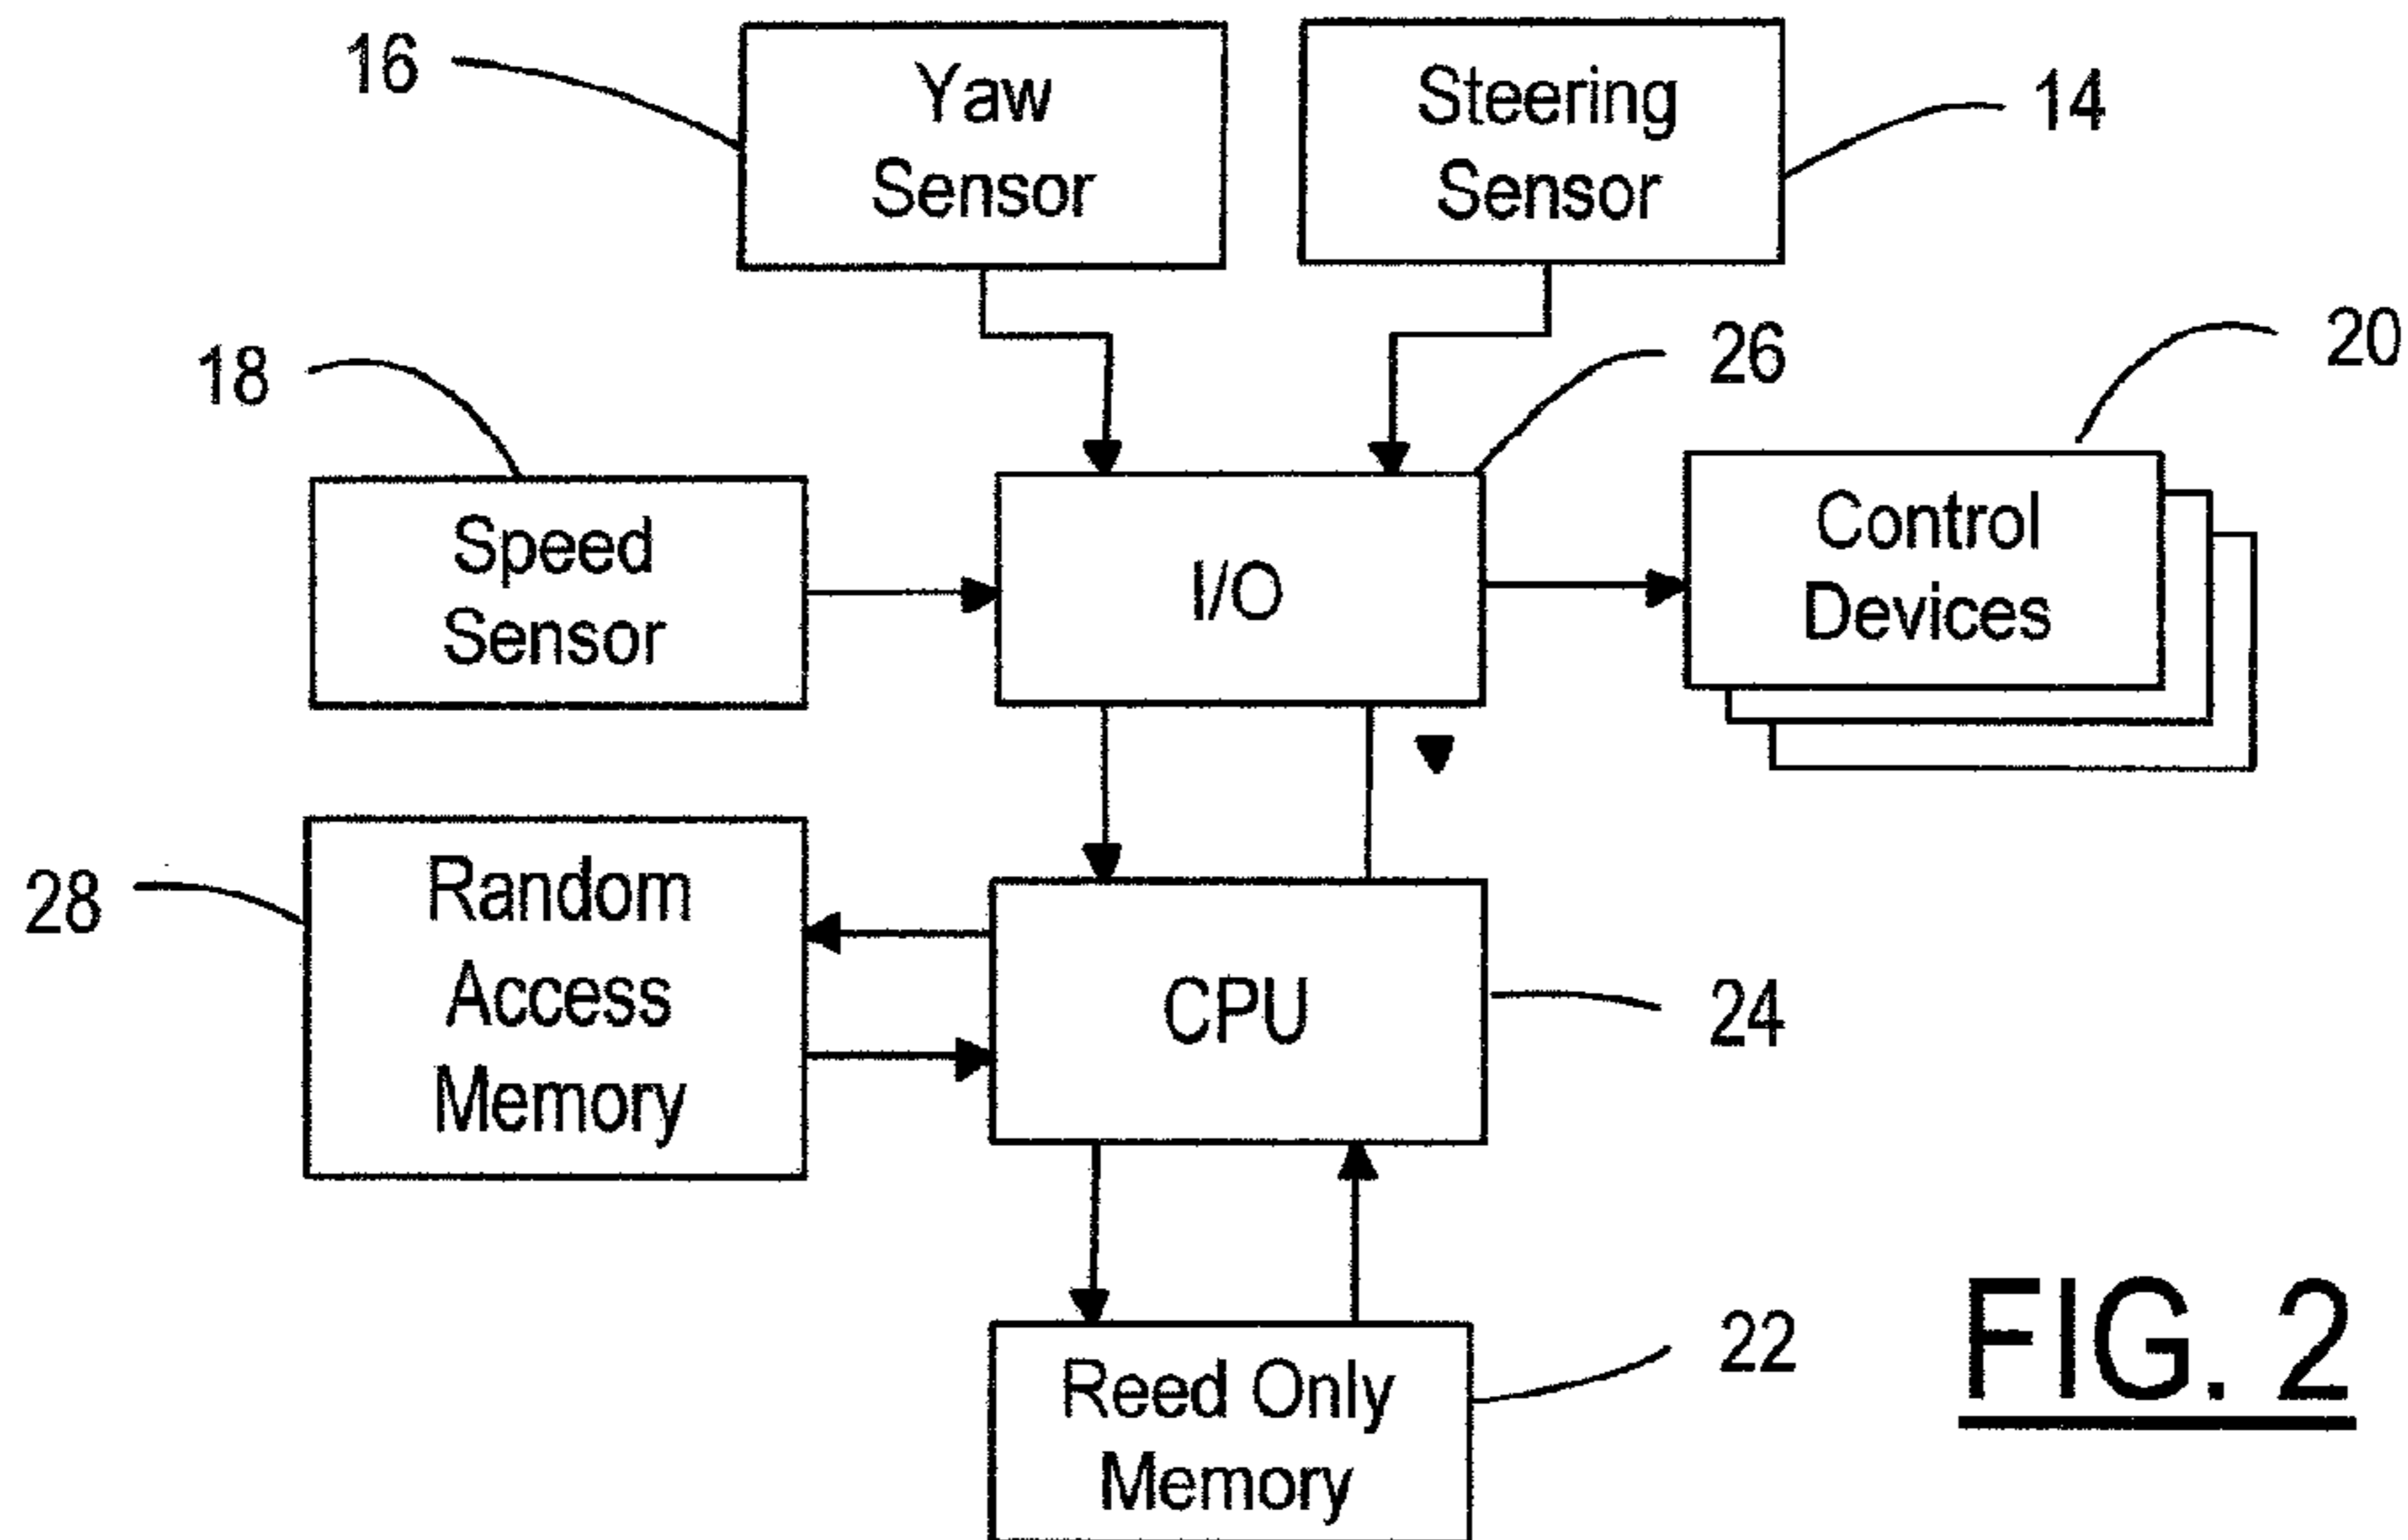 16
Yaw
Sensor
Steering
Sensor
14
18
26
20
Speed
Sensor
I/O
Control
Devices
28
Random
Access
Memory
CPU
24
Reed Only
Memory
22
FIG. 2